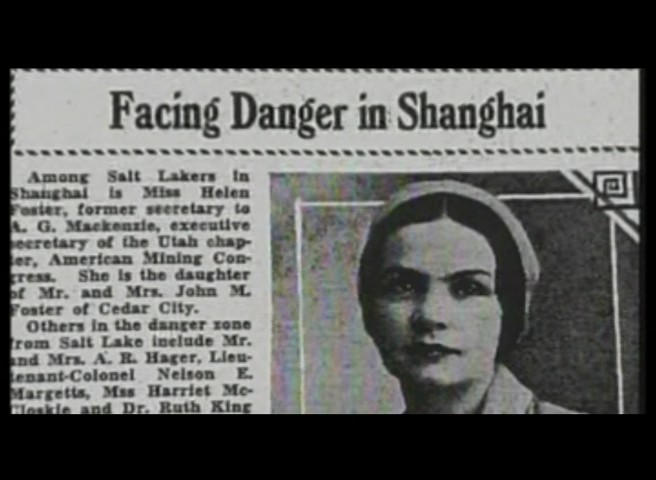 Facing Danger in Shanghai
Among Salt Lakers in
Shanghai is Miss Helen
Foster, former secretary to
A. G. Mackenzie, executive
secretary of the Utah chap-
ter, American Mining Con-
gress. She is the daughter
of Mr. and Mrs. John M.
Foster of Cedar City.
Others in the danger zone
from Salt Lake include Mr.
and Mrs. A. R. Hager, Lieu-
tenant-Colonel Nelson E.
Margetts, Mss Harriet Mc-
Closkie and Dr. Ruth King